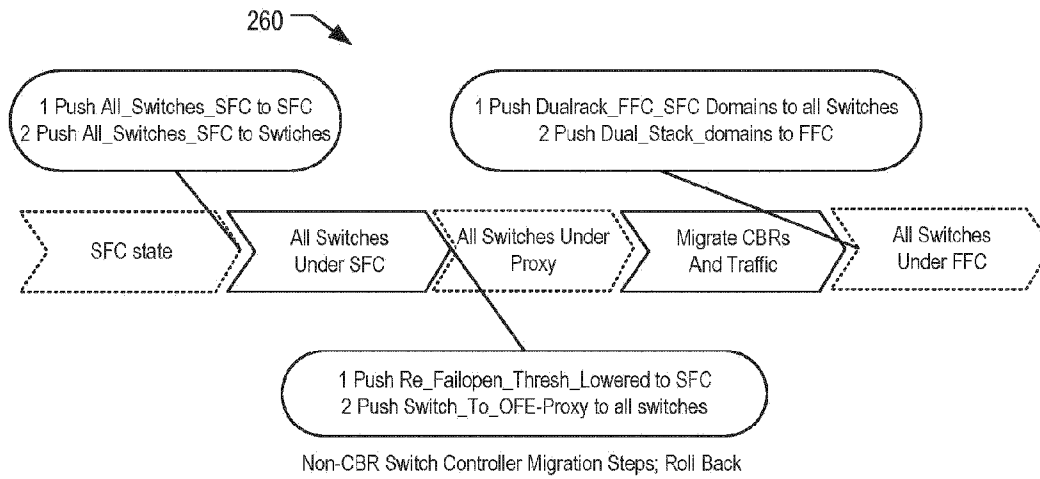 260
1 Push All_Switches_SFC to SFC
2 Push All_Switches_SFC to Swtiches
1 Push Dualrack_FFC_SFC Domains to all Switches
2 Push Dual_Stack_domains to FFC
SFC state
All Switches
Under SFC
All Switches Under
Proxy
Migrate CBRs
And Traffic
All Switches
Under FFC
1 Push Re_Failopen_Thresh_Lowered to SFC
2 Push Switch_To_OFE-Proxy to all switches
Non-CBR Switch Controller Migration Steps; Roll Back